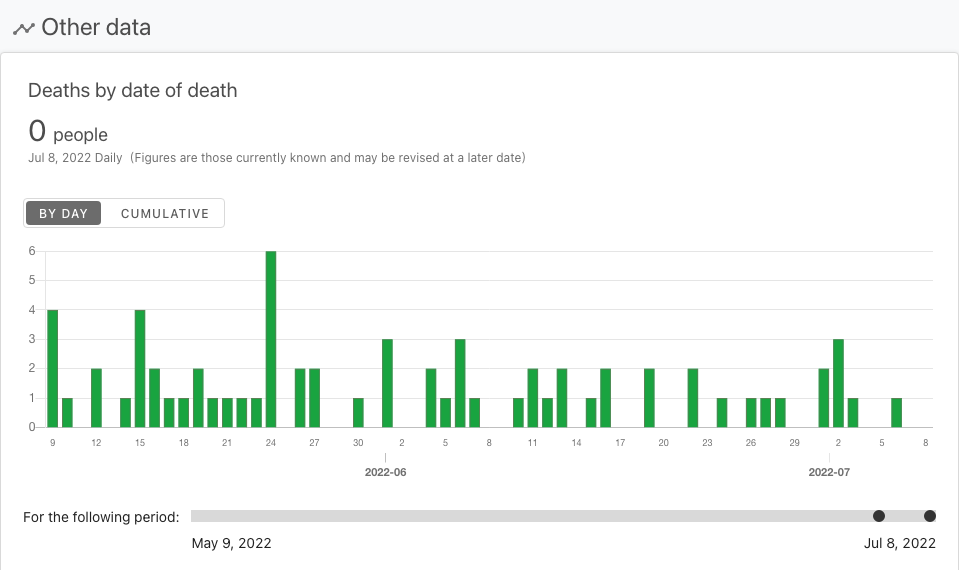 Other data
Deaths by date of death
0 people
Jul 8, 2022 Daily (Figures are those currently known and may be revised at a later date)
BY DAY CUMULATIVE
6
5
4
3
2
1
0
9 12 15 18 21 24 27 30 2 5 8 11 14 17 20 23 26 29 2 5 8
2022-06 2022-07
For the following period:
May 9, 2022 Jul 8, 2022